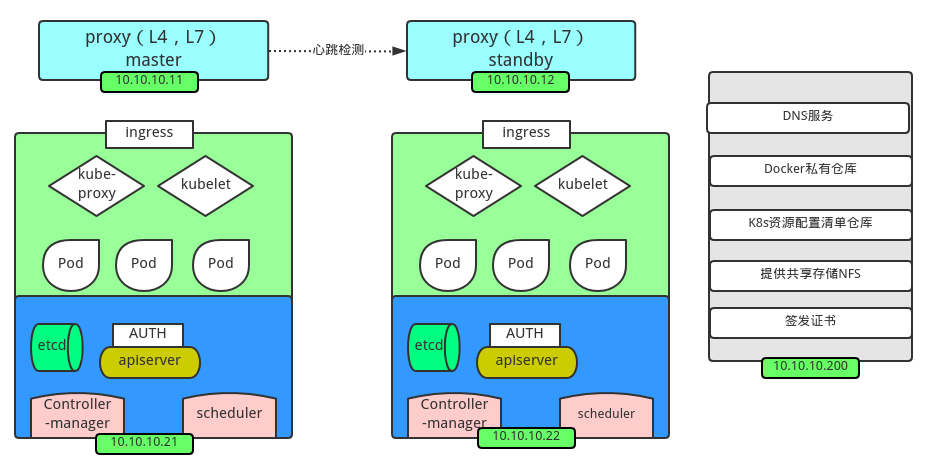 proxy ( L4 , L7 )
master
10.10.10.11
心跳检测
proxy ( L4 , L7 )
standby
10.10.10.12
ingress
kube-
proxy
kubelet
Pod
Pod
Pod
etcd
AUTH
apiserver
Controller
-manager
scheduler
10.10.10.21
ingress
kube-
proxy
kubelet
Pod
Pod
Pod
etcd
AUTH
apiserver
Controller
-manager
scheduler
10.10.10.22
DNS服务
Docker私有仓库
K8s资源配置清单仓库
提供共享存储NFS
签发证书
10.10.10.200